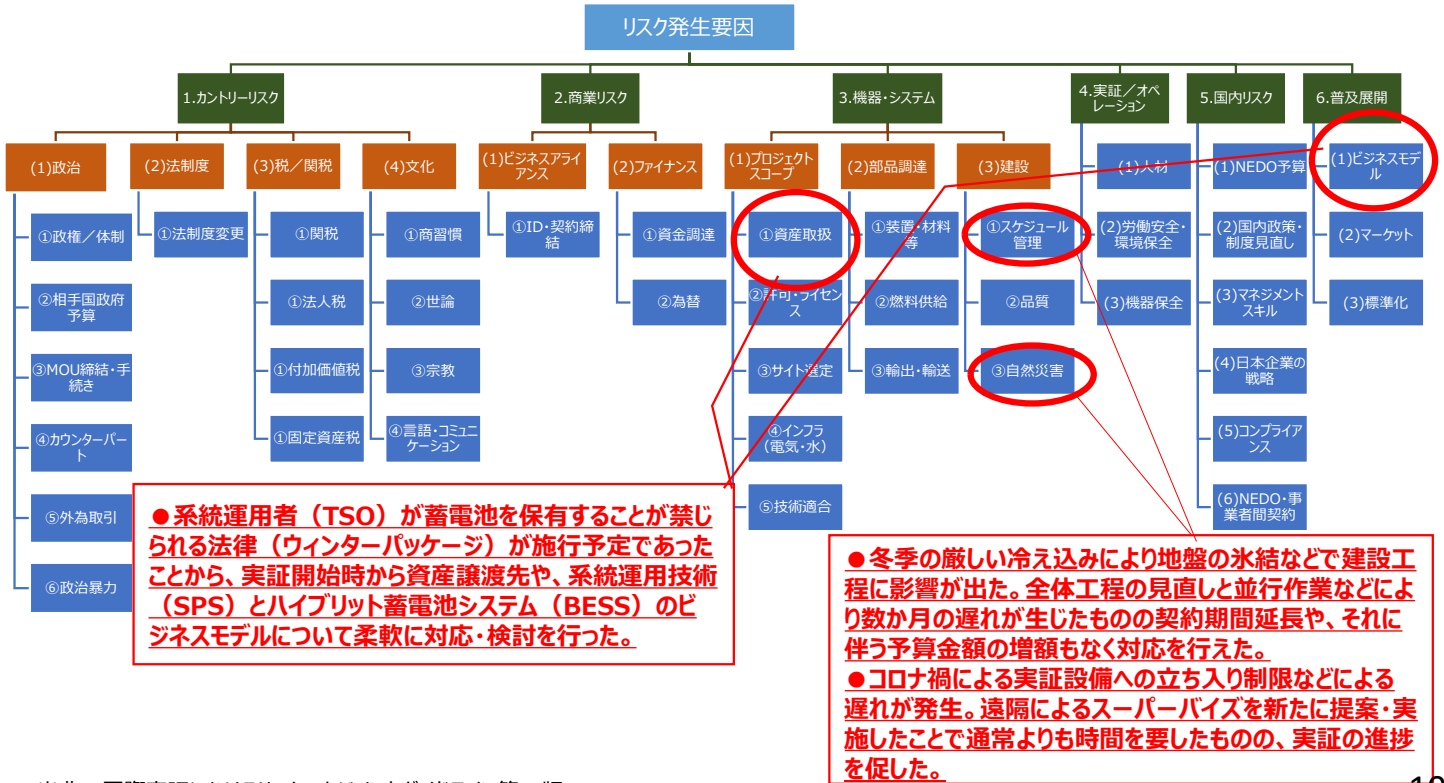 リスク発生要因
1.カントリーリスク
2.商業リスク
3.機器・システム
4.実証／オペ
レーション
5.国内リスク
6.普及展開
(1)政治
(2)法制度
(3)税／関税
(4)文化
(1)ビジネスアライ
アンス
(2)ファイナンス
(1)プロジェクト
スコープ
(2)部品調達
(3)建設
(1)人材
(1)NEDO予算
(1)ビジネスモデ
ル
①政権／体制
①法制度変更
①関税
①商習慣
①ID・契約締
結
①資金調達
①資産取扱
①装置・材料
等
①スケジュール
管理
(2)労働安全・
環境保全
(2)国内政策・
制度見直し
(2)マーケット
②相手国政府
予算
①法人税
②世論
②為替
②許可・ライセン
ス
②燃料供給
②品質
(3)機器保全
(3)マネジメント
スキル
(3)標準化
③MOU締結・手
続き
①付加価値税
③宗教
③サイト選定
③輸出・輸送
③自然災害
(4)日本企業の
戦略
④カウンターパー
ト
①固定資産税
④言語・コミュニ
ケーション
④インフラ
（電気・水）
(5)コンプライア
ンス
⑤外為取引
⑤技術適合
(6)NEDO・事
業者間契約
⑥政治暴力
●系統運用者（TSO）が蓄電池を保有することが禁じ
られる法律（ウィンターパッケージ）が施行予定であった
ことから、実証開始時から資産譲渡先や、系統運用技術
（SPS）とハイブリット蓄電池システム（BESS）のビ
ジネスモデルについて柔軟に対応・検討を行った。
●冬季の厳しい冷え込みにより地盤の氷結などで建設工
程に影響が出た。全体工程の見直しと並行作業などによ
り数か月の遅れが生じたものの契約期間延長や、それに
伴う予算金額の増額もなく対応を行えた。
●コロナ禍による実証設備への立ち入り制限などによる
遅れが発生。遠隔によるスーパーバイズを新たに提案・実
施したことで通常よりも時間を要したものの、実証の進捗
を促した。